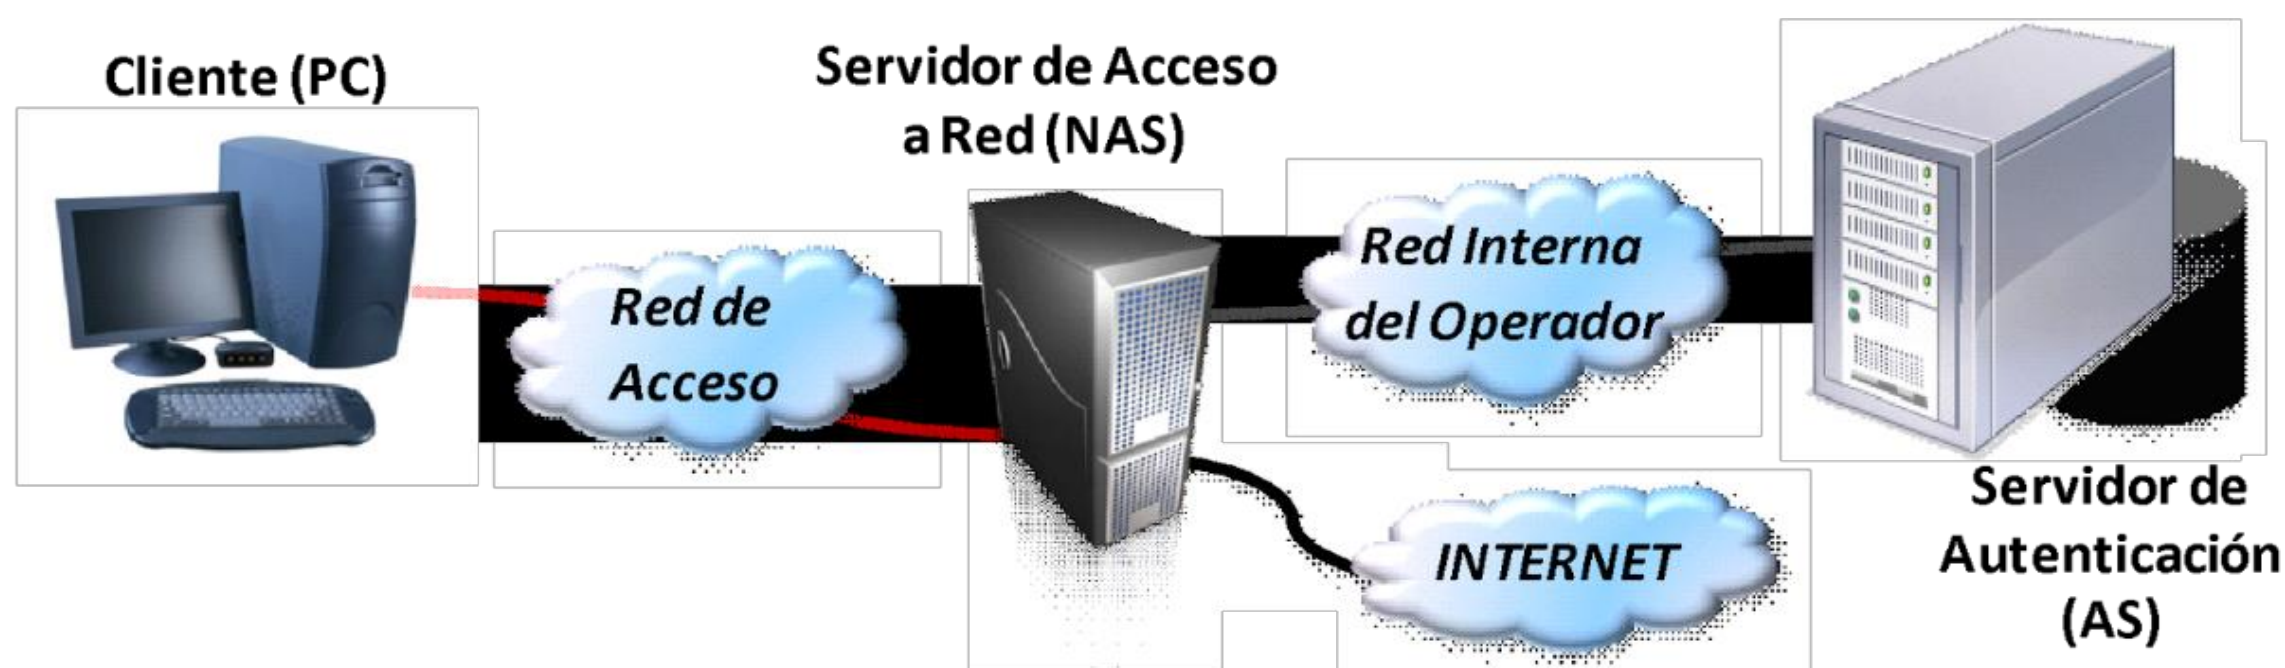 Cliente (PC)
Servidor de Acceso
a Red (NAS)
Red de
Acceso
Red Interna
del Operador
INTERNET
Servidor de
Autenticación
(AS)